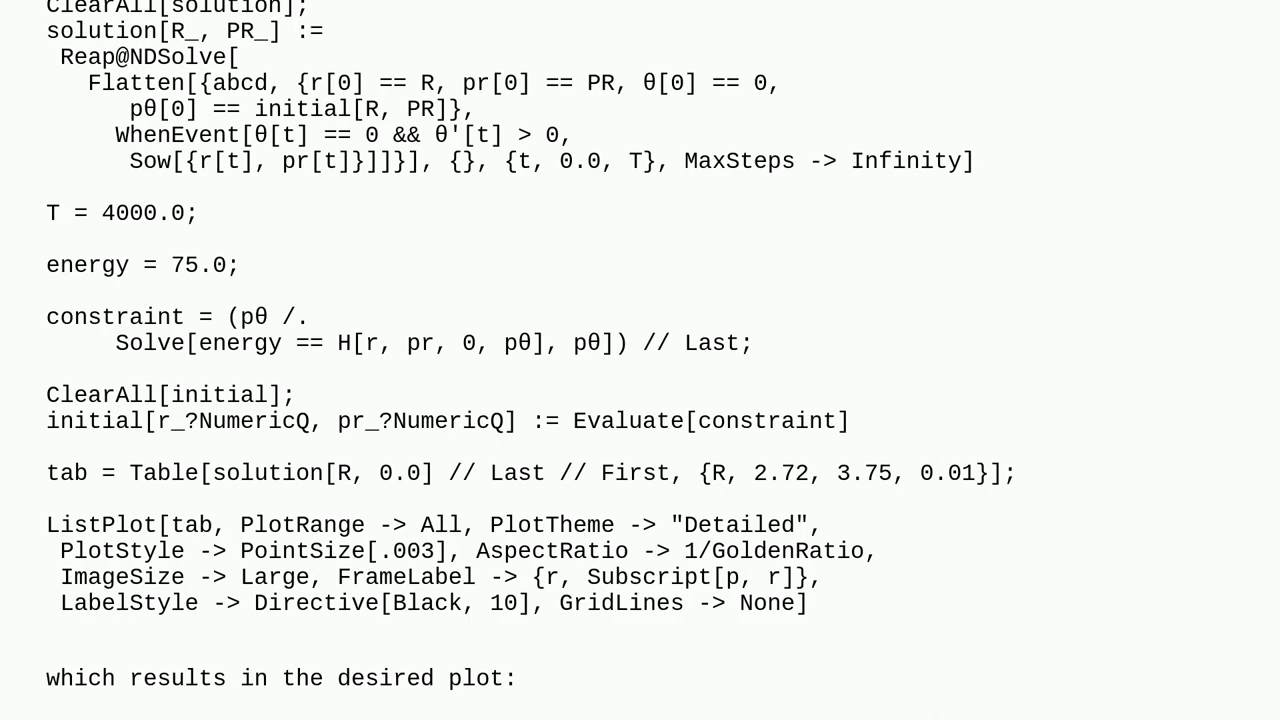 ClearAll[solution];
solution[R_, PR_] :=
Reap@NDSolve[
Flatten[{abcd, {r[0] == R, pr[0] == PR, θ[0] == 0,
pθ[0] == initial[R, PR]},
WhenEvent[θ[t] == 0 && θ'[t] > 0,
Sow[{r[t], pr[t]}]]}], {}, {t, 0.0, T}, MaxSteps -> Infinity]
T = 4000.0;
energy = 75.0;
constraint = (pθ /.
Solve[energy == H[r, pr, 0, pθ], pθ]) // Last;
ClearAll[initial];
initial[r_?NumericQ, pr_?NumericQ] := Evaluate[constraint]
tab = Table[solution[R, 0.0] // Last // First, {R, 2.72, 3.75, 0.01}];
ListPlot[tab, PlotRange -> All, PlotTheme -> "Detailed",
PlotStyle -> PointSize[.003], AspectRatio -> 1/GoldenRatio,
ImageSize -> Large, FrameLabel -> {r, Subscript[p, r]},
LabelStyle -> Directive[Black, 10], GridLines -> None]
which results in the desired plot: